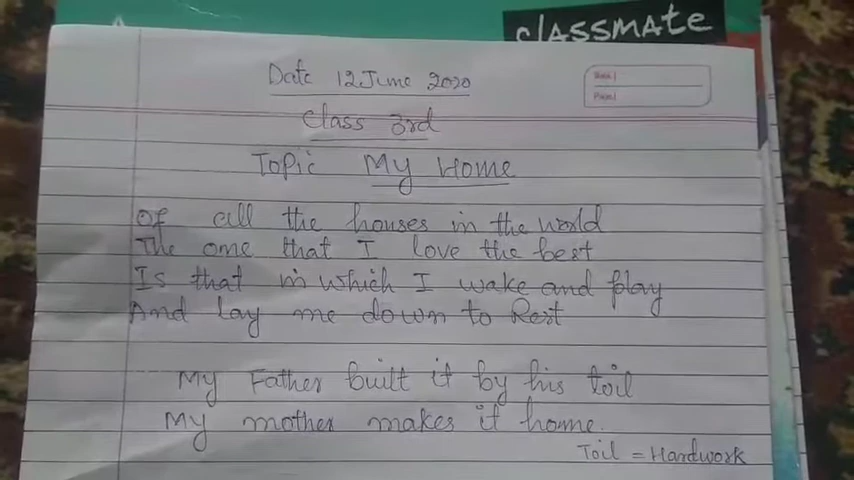 classmate
Date 12 June 2020
Date
Page
Class 3rd
Topic My Home
Of all the houses in the world
The one that I love the best
Is that in which I wake and play
And lay me down to Rest
My Father built it by his toil
My mother makes it home.
Toil = Hardwork